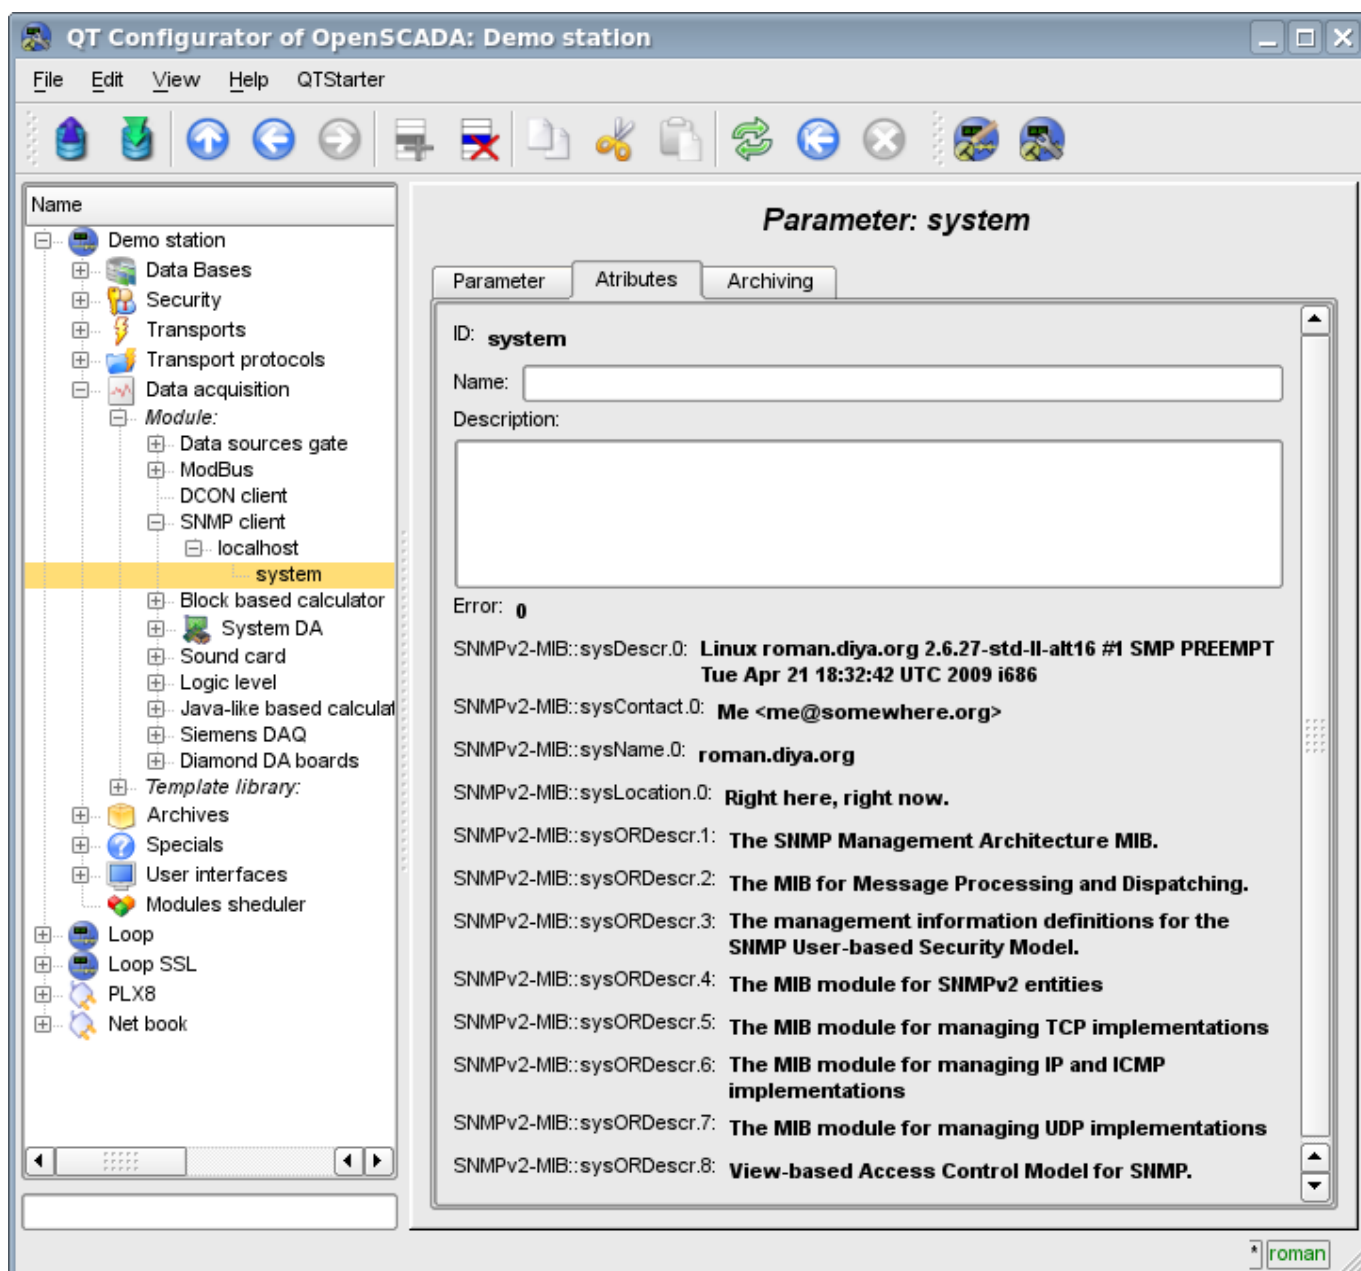 QT Configurator of OpenSCADA: Demo station
File Edit View Help QTStarter
Name
Demo station
Data Bases
Security
Transports
Transport protocols
Data acquisition
Module:
Data sources gate
ModBus
DCON client
SNMP client
localhost
system
Block based calculator
System DA
Sound card
Logic level
Java-like based calculat
Siemens DAQ
Diamond DA boards
Template library:
Archives
Specials
User interfaces
Modules sheduler
Loop
Loop SSL
PLX8
Net book
Parameter: system
Parameter Atributes Archiving
ID: system
Name:
Description:
Error: 0
SNMPv2-MIB::sysDescr.0: Linux roman.diya.org 2.6.27-std-ll-alt16 #1 SMP PREEMPT
Tue Apr 21 18:32:42 UTC 2009 i686
SNMPv2-MIB::sysContact.0: Me <me@somewhere.org>
SNMPv2-MIB::sysName.0: roman.diya.org
SNMPv2-MIB::sysLocation.0: Right here, right now.
SNMPv2-MIB::sysORDescr.1: The SNMP Management Architecture MIB.
SNMPv2-MIB::sysORDescr.2: The MIB for Message Processing and Dispatching.
SNMPv2-MIB::sysORDescr.3: The management information definitions for the
SNMP User-based Security Model.
SNMPv2-MIB::sysORDescr.4: The MIB module for SNMPv2 entities
SNMPv2-MIB::sysORDescr.5: The MIB module for managing TCP implementations
SNMPv2-MIB::sysORDescr.6: The MIB module for managing IP and ICMP
implementations
SNMPv2-MIB::sysORDescr.7: The MIB module for managing UDP implementations
SNMPv2-MIB::sysORDescr.8: View-based Access Control Model for SNMP.
* roman